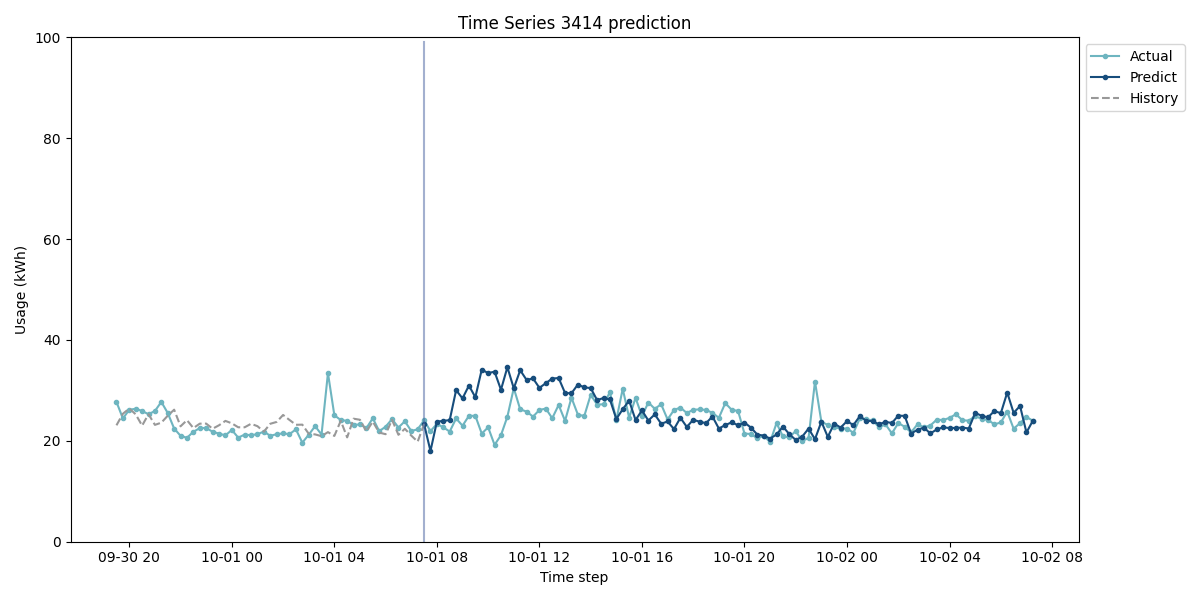 Time Series 3414 prediction
100
80
60
40
20
0
Usage (kWh)
09-30 20 10-01 00 10-01 04 10-01 08 10-01 12 10-01 16 10-01 20 10-02 00 10-02 04 10-02 08
Time step
Actual
Predict
History